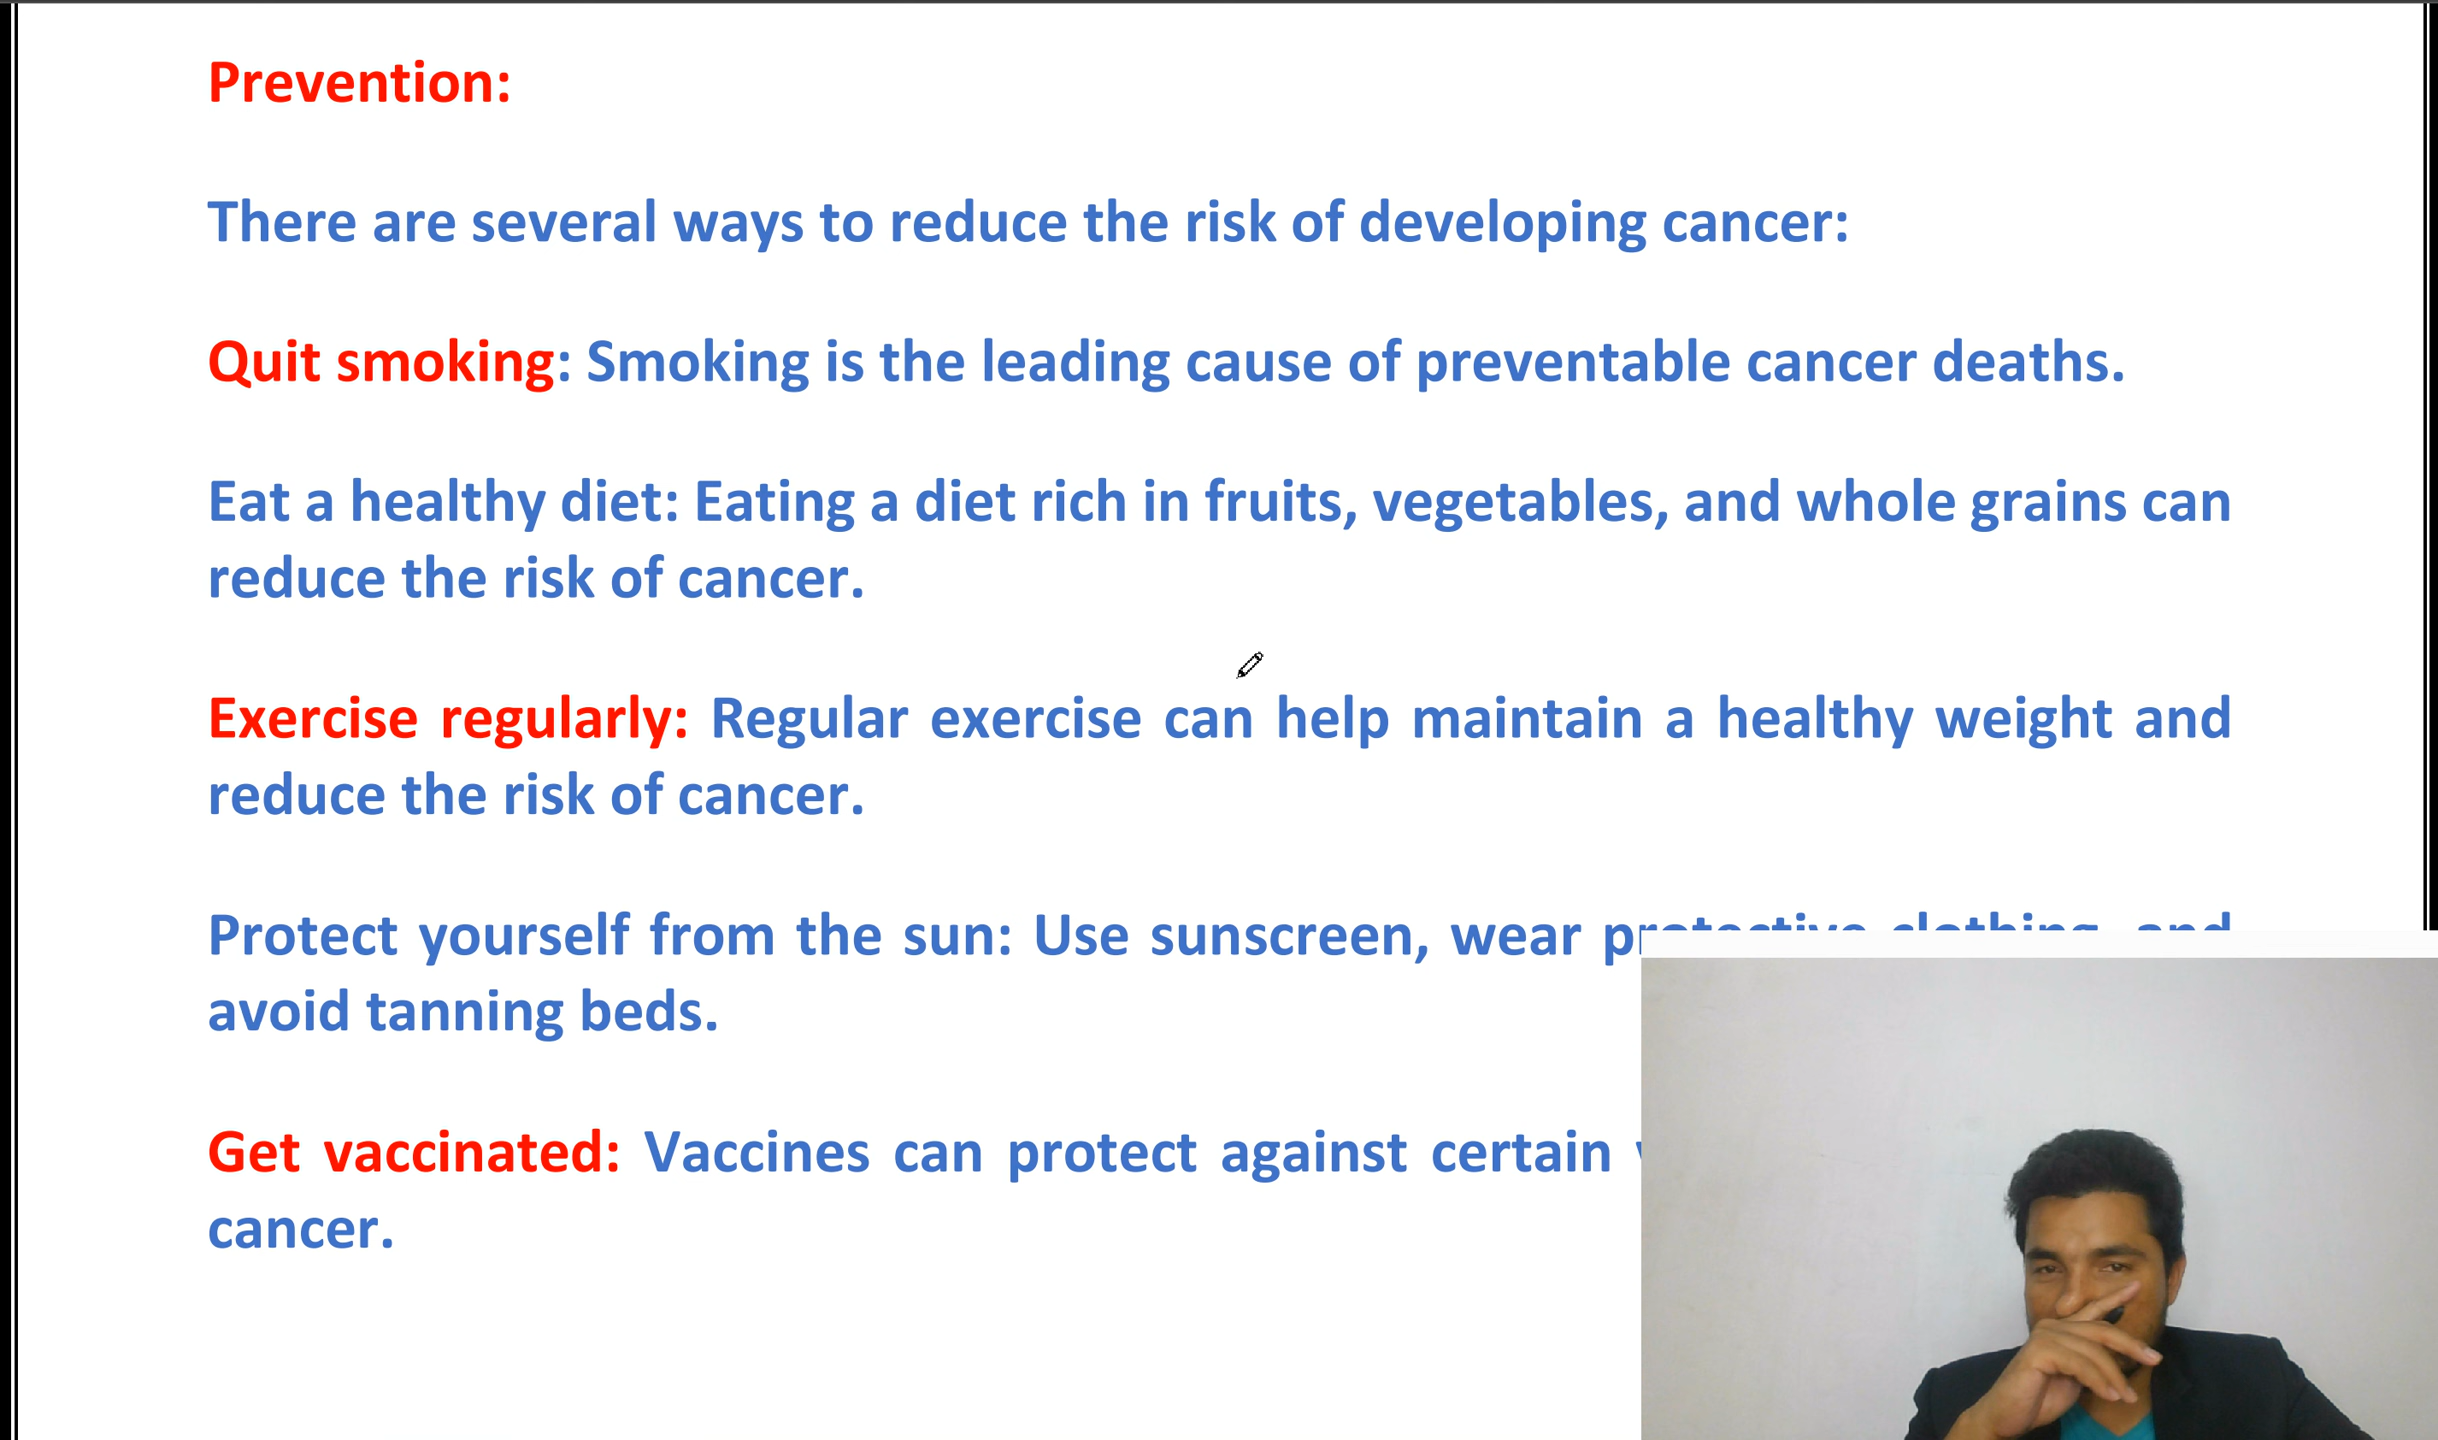 Prevention:
There are several ways to reduce the risk of developing cancer:
Quit smoking: Smoking is the leading cause of preventable cancer deaths.
Eat a healthy diet: Eating a diet rich in fruits, vegetables, and whole grains can
reduce the risk of cancer.
Exercise regularly: Regular exercise can help maintain a healthy weight and
reduce the risk of cancer.
Protect yourself from the sun: Use sunscreen, wear protective clothing, and
avoid tanning beds.
Get vaccinated: Vaccines can protect against certain
cancer.